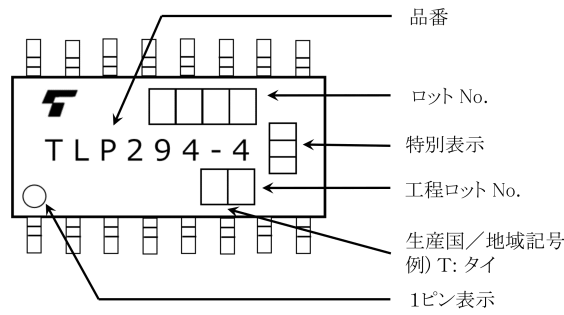 品番
ロット No.
TLP294-4
特別表示
工程ロット No.
生産国／地域記号
例) T: タイ
1ピン表示